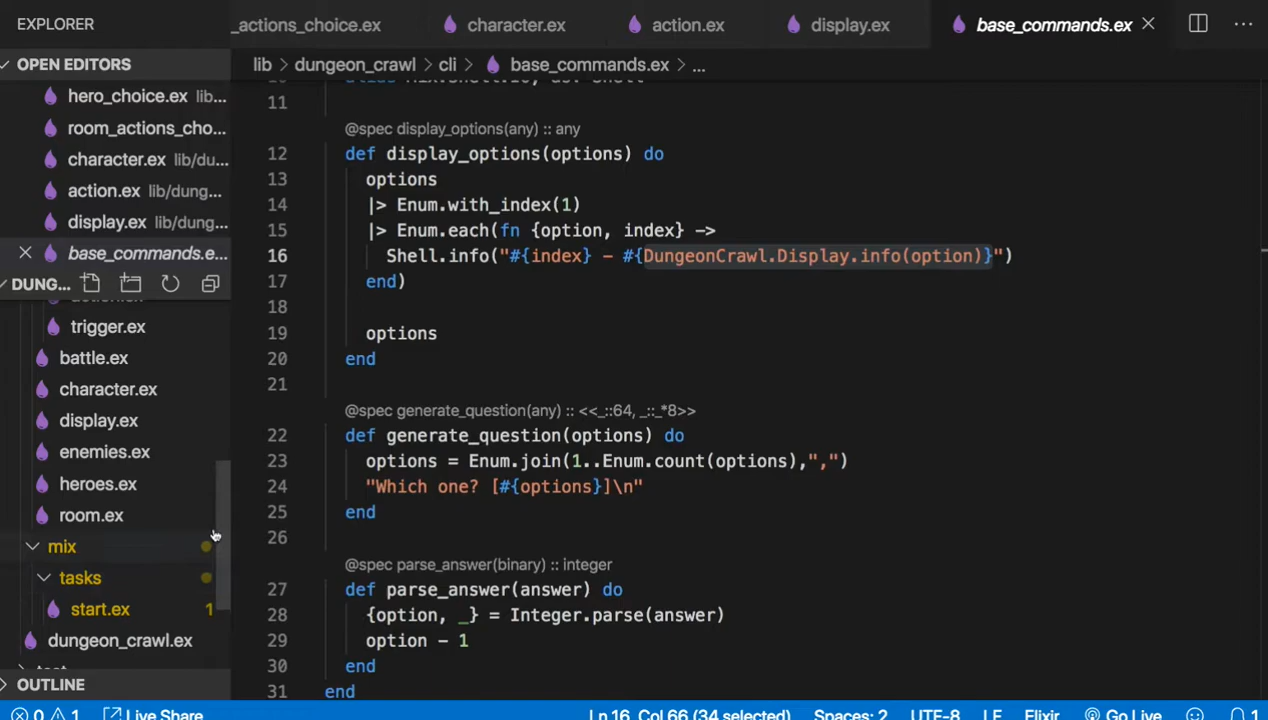 EXPLORER
_actions_choice.ex
character.ex
action.ex
display.ex
base_commands.ex
OPEN EDITORS
hero_choice.ex lib...
room_actions_cho...
character.ex lib/du...
action.ex lib/dung...
display.ex lib/dung...
base_commands.e...
DUNG...
trigger.ex
battle.ex
character.ex
display.ex
enemies.ex
heroes.ex
room.ex
mix
tasks
start.ex 1
dungeon_crawl.ex
OUTLINE
lib > dungeon_crawl > cli > base_commands.ex > ...
11
@spec display_options(any) :: any
12 def display_options(options) do
13 options
14 |> Enum.with_index(1)
15 |> Enum.each(fn {option, index} ->
16 Shell.info("#{index} - #{DungeonCrawl.Display.info(option)}")
17 end)
18
19 options
20 end
21
@spec generate_question(any) :: <<_::64, _::_*8>>
22 def generate_question(options) do
23 options = Enum.join(1..Enum.count(options),",")
24 "Which one? [#{options}]\n"
25 end
26
@spec parse_answer(binary) :: integer
27 def parse_answer(answer) do
28 {option, _} = Integer.parse(answer)
29 option - 1
30 end
31 end
0 1 Live Share Ln 16, Col 66 (34 selected) Spaces: 2 UTF-8 LF Elixir Go Live 1